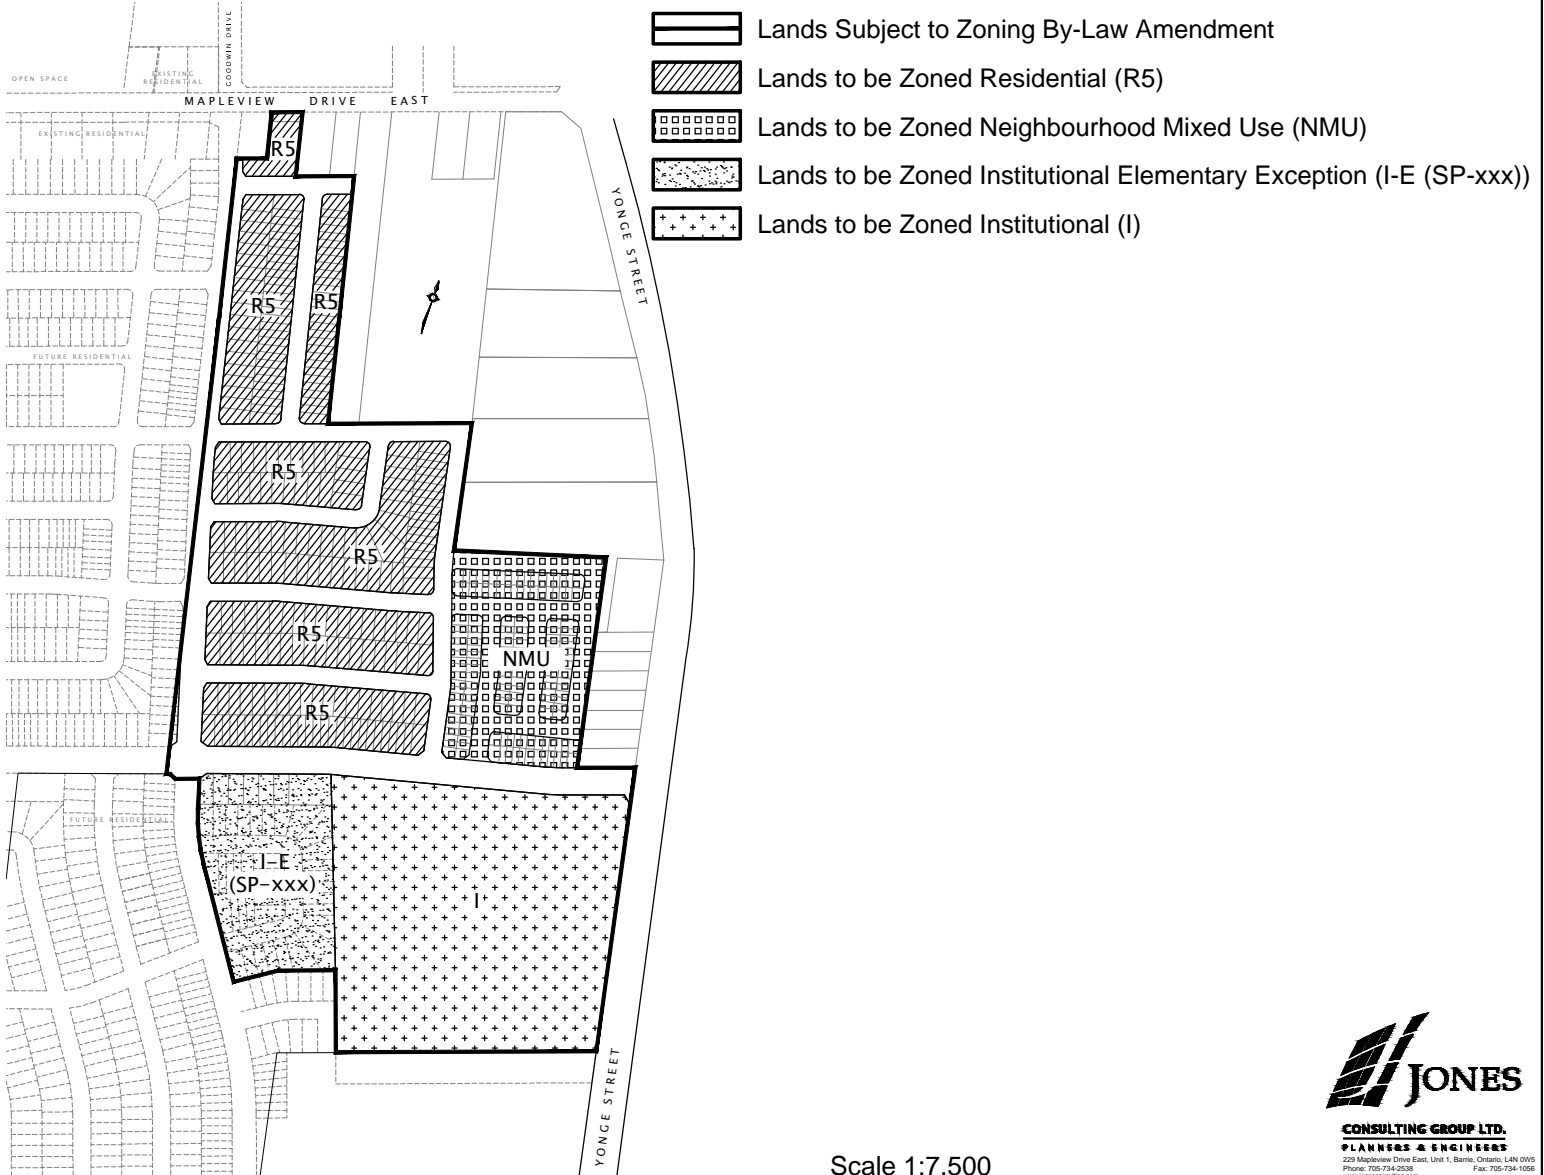 Lands Subject to Zoning By-Law Amendment
Lands to be Zoned Residential (R5)
Lands to be Zoned Neighbourhood Mixed Use (NMU)
Lands to be Zoned Institutional Elementary Exception (I-E (SP-xxx))
Lands to be Zoned Institutional (I)
GOODWIN DRIVE
OPEN SPACE
EXISTING
RESIDENTIAL
MAPLEVIEW DRIVE EAST
EXISTING RESIDENTIAL
R5
YONGE STREET
R5
R5
FUTURE RESIDENTIAL
R5
R5
R5
NMU
R5
FUTURE RESIDENTIAL
I-E
(SP-xxx)
I
YONGE STREET
Scale 1:7,500
JONES
CONSULTING GROUP LTD.
PLANNERS & ENGINEERS
229 Mapleview Drive East, Unit 1, Barrie, Ontario, L4N 0W5
Phone: 705-734-2538 Fax: 705-734-1056